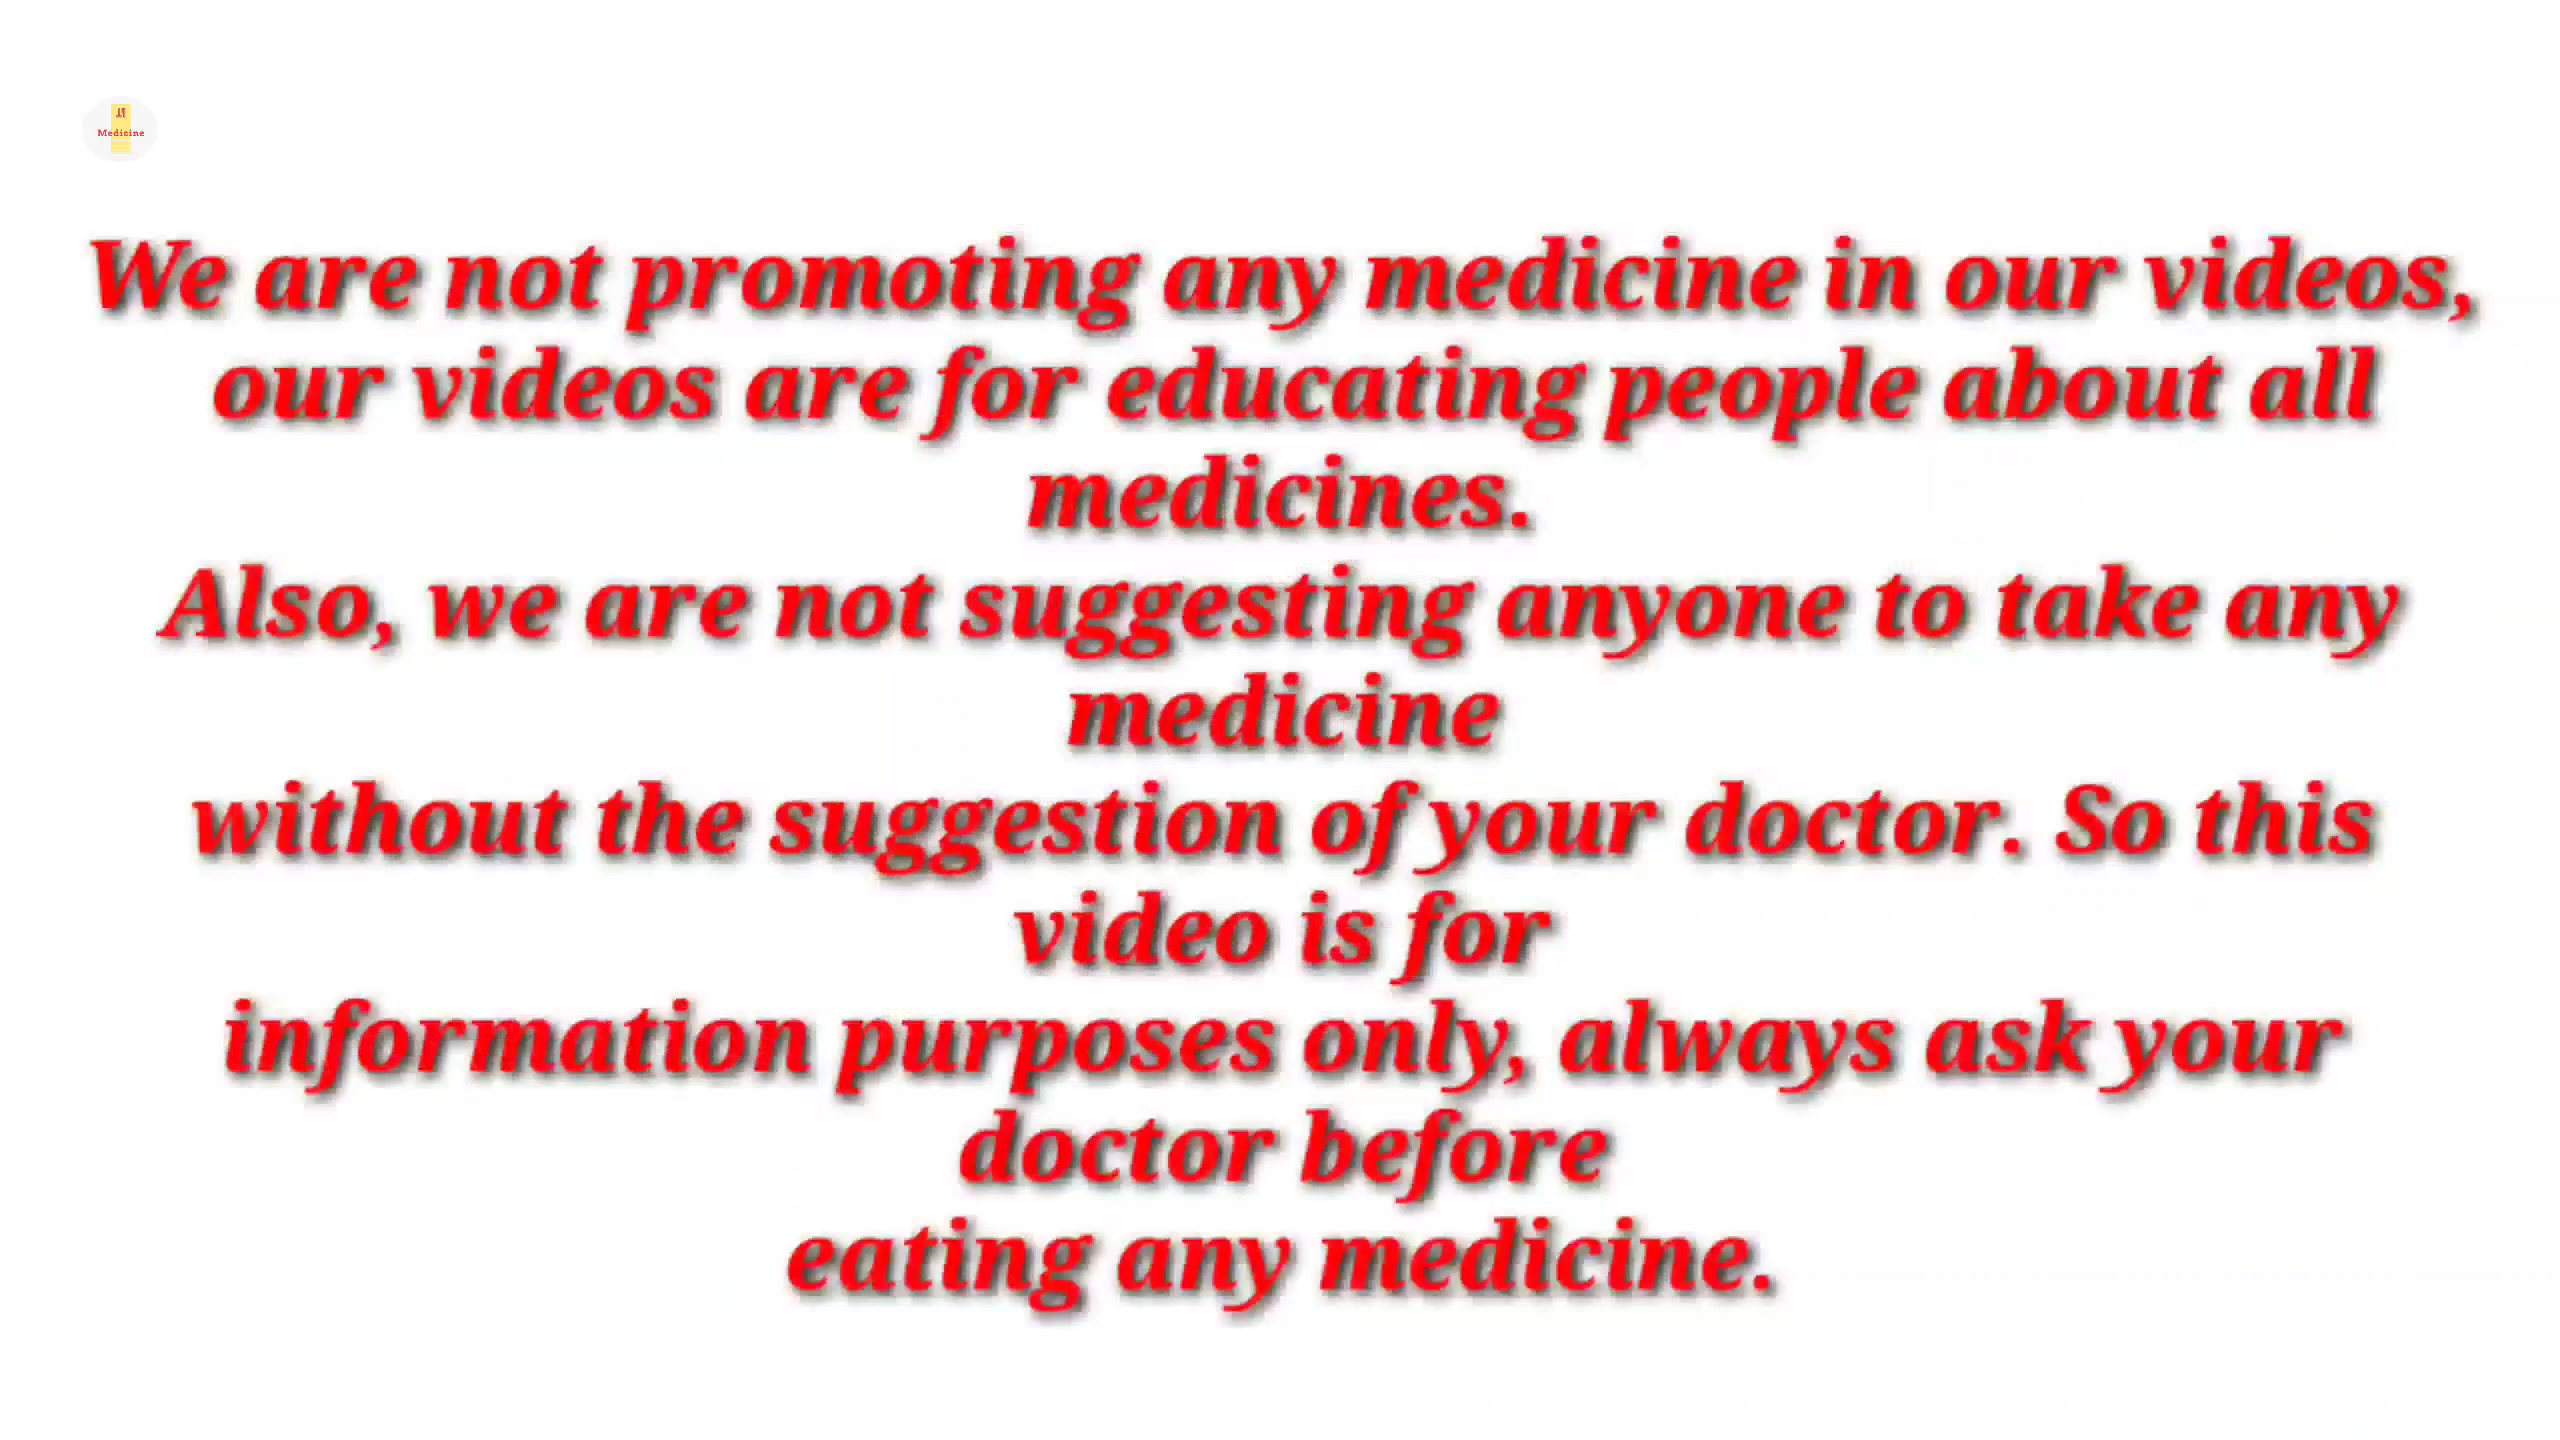 Medicine
We are not promoting any medicine in our videos,
our videos are for educating people about all
medicines.
Also, we are not suggesting anyone to take any
medicine
without the suggestion of your doctor. So this
video is for
information purposes only, always ask your
doctor before
eating any medicine.